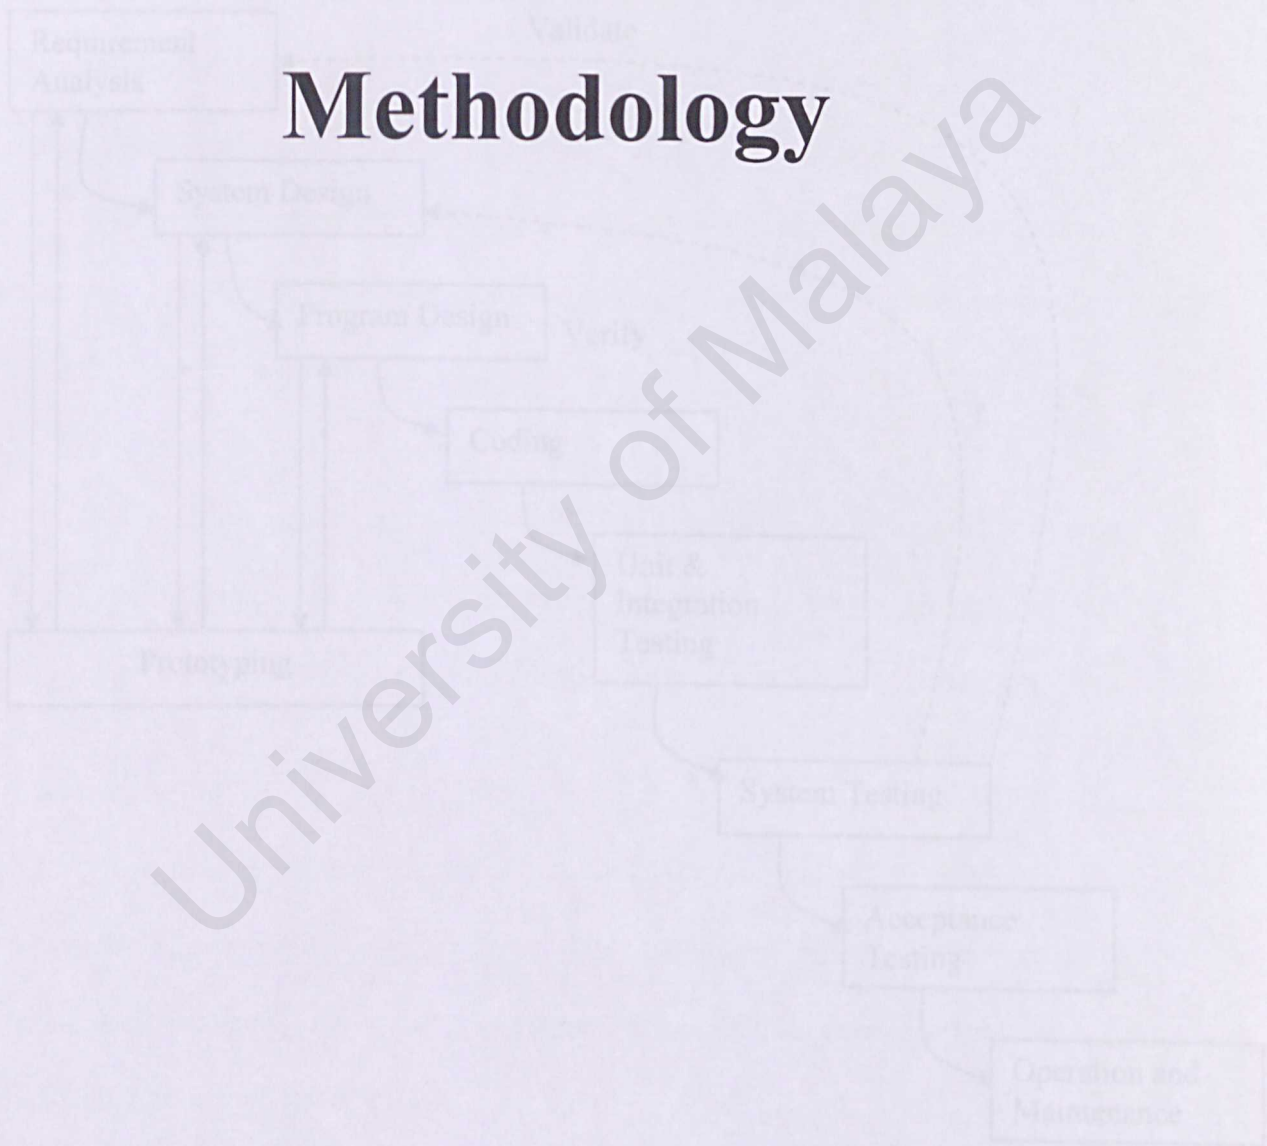 Validate
Requirement
Analysis
Methodology
System Design
Program Design
Verify
Coding
Unit &
Integration
Testing
Prototyping
System Testing
Acceptance
Testing
Operation and
Maintenance
University of Malaya